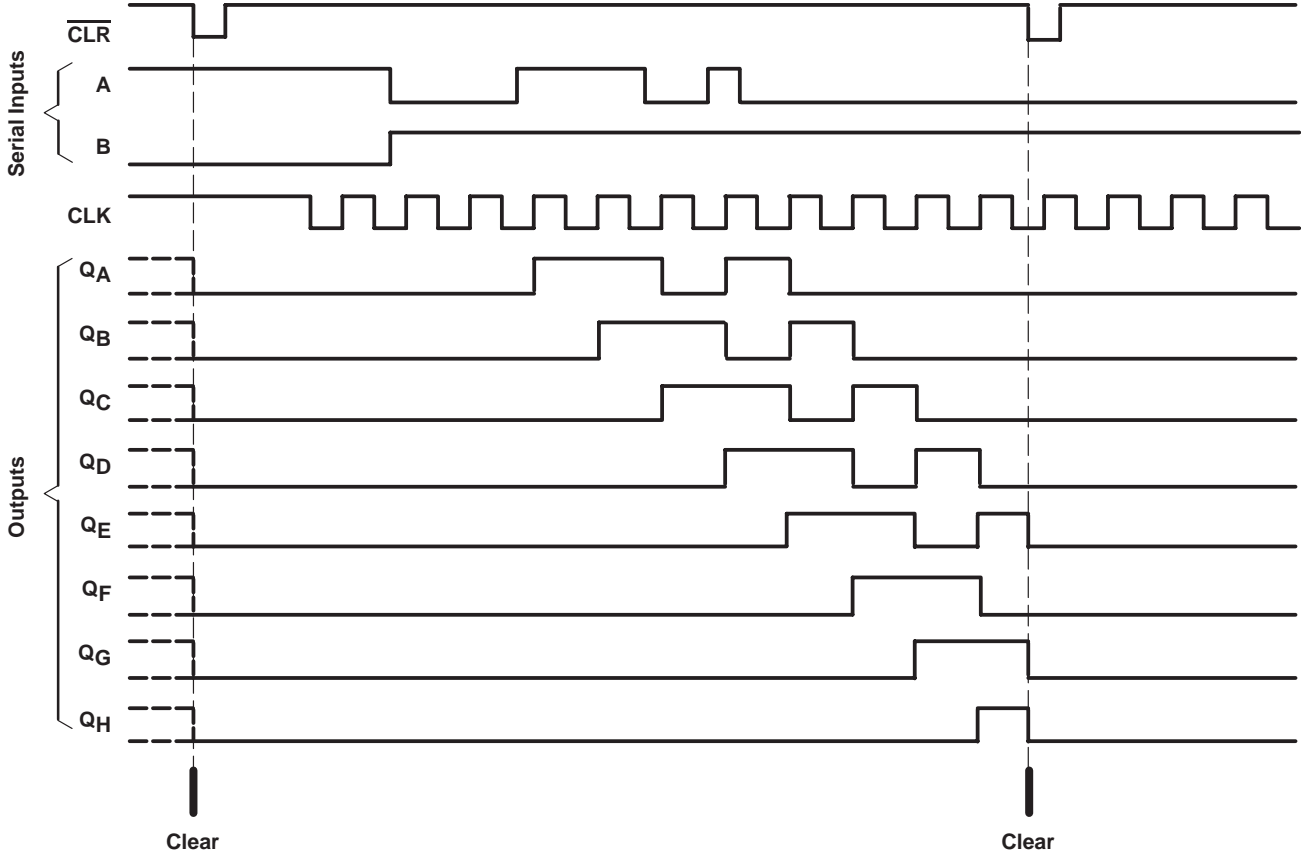 CLR
Serial Inputs
A
B
CLK
Outputs
QA
QB
QC
QD
QE
QF
QG
QH
Clear
Clear